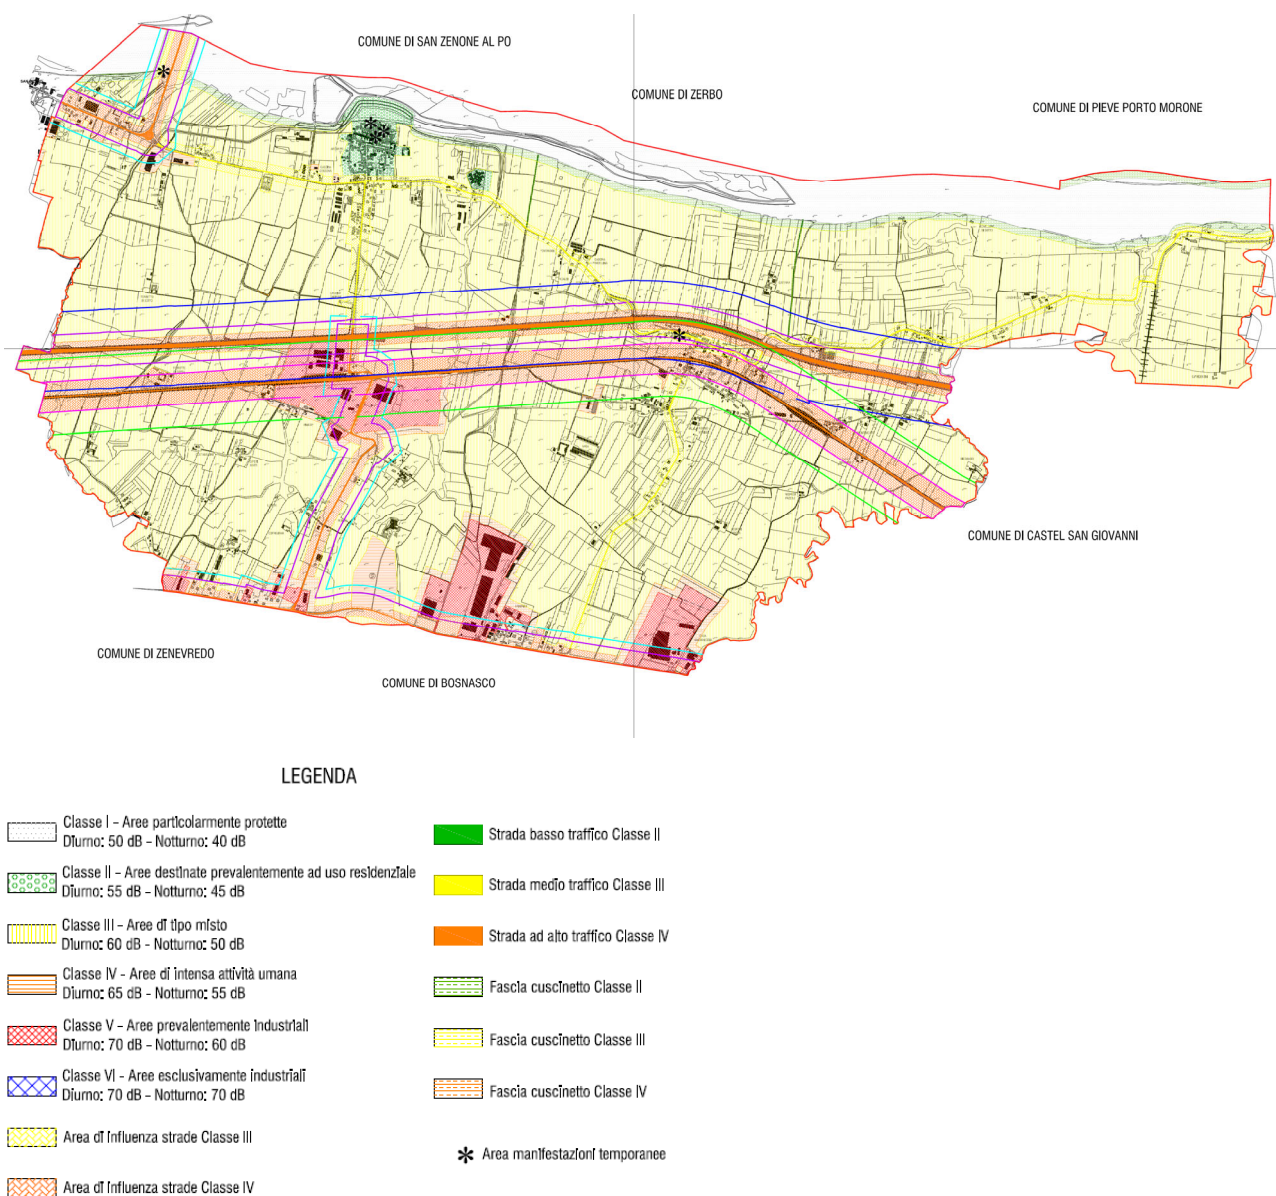 COMUNE DI SAN ZENONE AL PO
COMUNE DI ZERBO
COMUNE DI PIEVE PORTO MORONE
COMUNE DI CASTEL SAN GIOVANNI
COMUNE DI ZENEVREDO
COMUNE DI BOSNASCO
LEGENDA
Classe I - Aree particolarmente protette
Diurno: 50 dB - Notturno: 40 dB
Classe II - Aree destinate prevalentemente ad uso residenziale
Diurno: 55 dB - Notturno: 45 dB
Classe III - Aree di tipo misto
Diurno: 60 dB - Notturno: 50 dB
Classe IV - Aree di intensa attività umana
Diurno: 65 dB - Notturno: 55 dB
Classe V - Aree prevalentemente industriali
Diurno: 70 dB - Notturno: 60 dB
Classe VI - Aree esclusivamente industriali
Diurno: 70 dB - Notturno: 70 dB
Area di influenza strade Classe III
Area di influenza strade Classe IV
Strada basso traffico Classe II
Strada medio traffico Classe III
Strada ad alto traffico Classe IV
Fascia cuscinetto Classe II
Fascia cuscinetto Classe III
Fascia cuscinetto Classe IV
Area manifestazioni temporanee